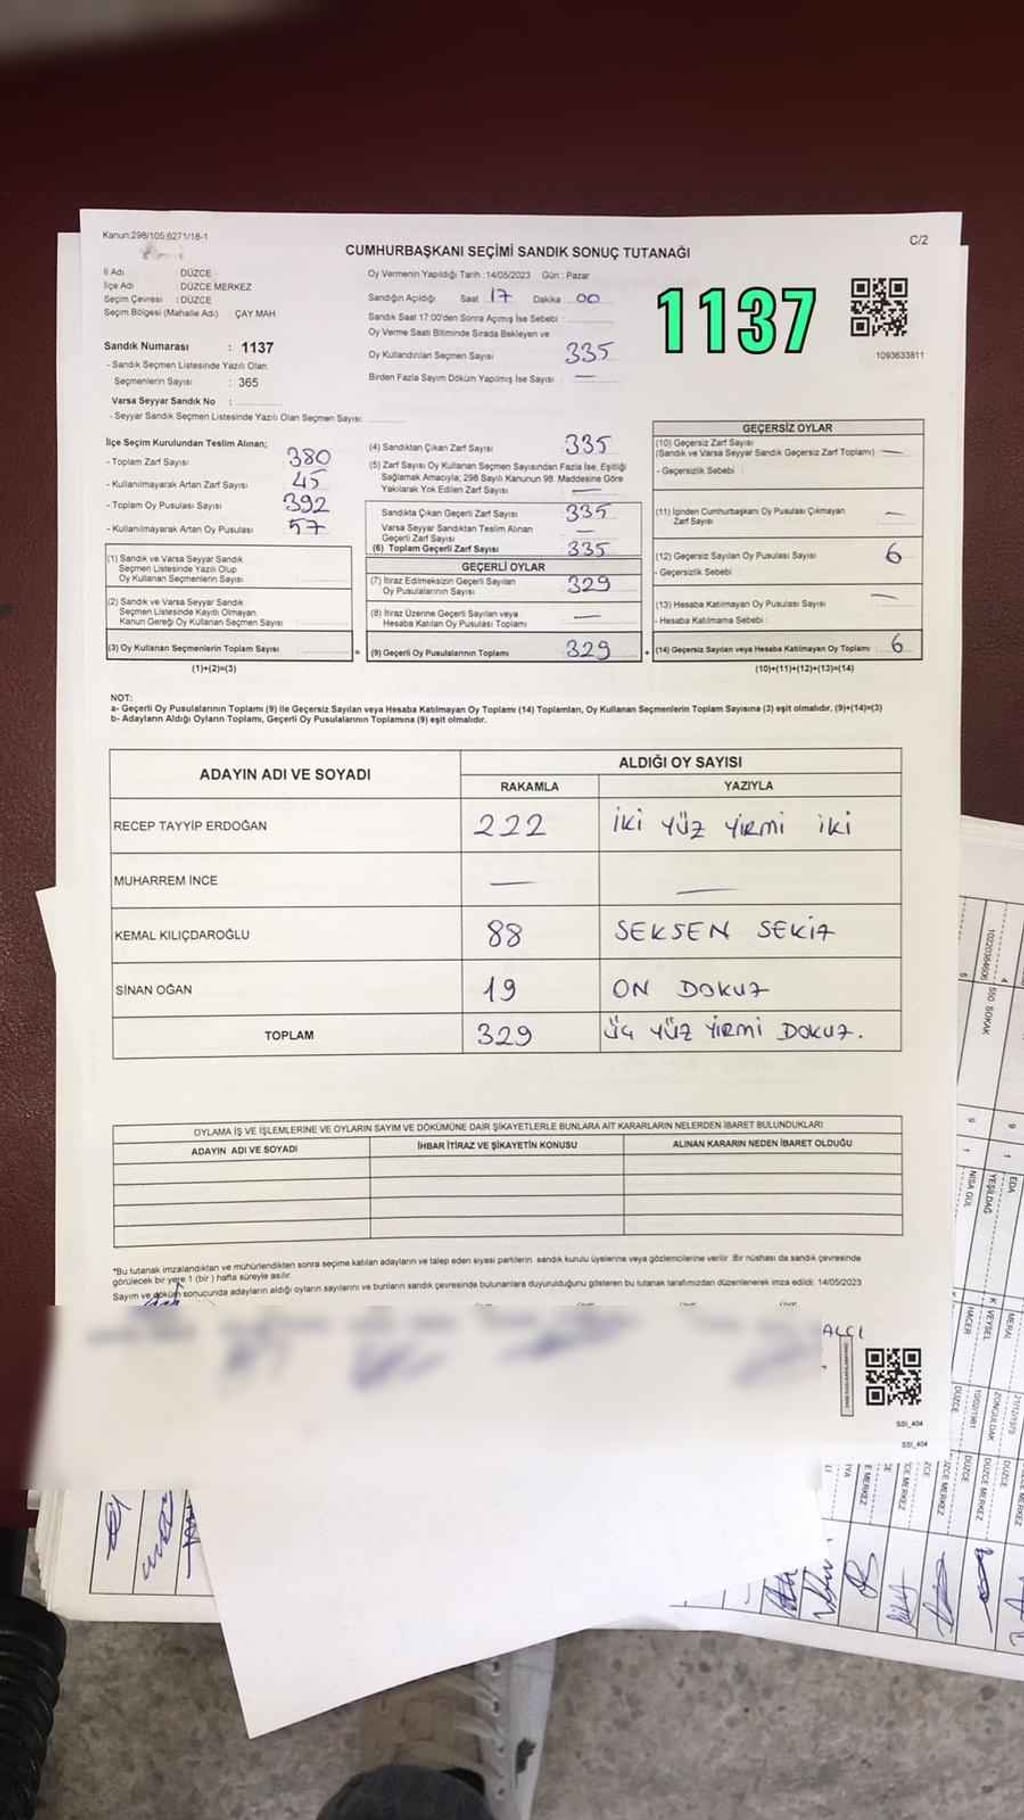 Kanun:298/105;6271/18-1
C/2
CUMHURBAŞKANI SEÇİMİ SANDIK SONUÇ TUTANAĞI
İl Adı : DÜZCE
İlçe Adı : DÜZCE MERKEZ
Seçim Çevresi : DÜZCE
Seçim Bölgesi (Mahalle Adı) : ÇAY MAH
Sandık Numarası : 1137
- Sandık Seçmen Listesinde Yazılı Olan
Seçmenlerin Sayısı : 365
Varsa Seyyar Sandık No :
- Seyyar Sandık Seçmen Listesinde Yazılı Olan Seçmen Sayısı:
Oy Vermenin Yapıldığı Tarih :14/05/2023 Gün : Pazar
Sandığın Açıldığı Saat 17 Dakika 00
Sandık Saat 17:00'den Sonra Açılmış İse Sebebi :
Oy Verme Saati Bitiminde Sırada Bekleyen ve
Oy Kullandırılan Seçmen Sayısı 335
Birden Fazla Sayım Döküm Yapılmış İse Sayısı —
1137
1093633811
İlçe Seçim Kurulundan Teslim Alınan;
- Toplam Zarf Sayısı 380
- Kullanılmayarak Artan Zarf Sayısı 45
- Toplam Oy Pusulası Sayısı 392
- Kullanılmayarak Artan Oy Pusulası 57
(1) Sandık ve Varsa Seyyar Sandık
Seçmen Listesinde Yazılı Olup
Oy Kullanan Seçmenlerin Sayısı
(2) Sandık ve Varsa Seyyar Sandık
Seçmen Listesinde Kayıtlı Olmayan
Kanun Gereği Oy Kullanan Seçmen Sayısı
(3) Oy Kullanan Seçmenlerin Toplam Sayısı
(1)+(2)=(3)
=
(4) Sandıktan Çıkan Zarf Sayısı 335
(5) Zarf Sayısı Oy Kullanan Seçmen Sayısından Fazla İse, Eşitliği
Sağlamak Amacıyla; 298 Sayılı Kanunun 98. Maddesine Göre
Yakılarak Yok Edilen Zarf Sayısı —
Sandıkta Çıkan Geçerli Zarf Sayısı 335
Varsa Seyyar Sandıktan Teslim Alınan
Geçerli Zarf Sayısı —
(6) Toplam Geçerli Zarf Sayısı 335
GEÇERLİ OYLAR
(7) İtiraz Edilmeksizin Geçerli Sayılan
Oy Pusulalarının Sayısı 329
(8) İtiraz Üzerine Geçerli Sayılan veya
Hesaba Katılan Oy Pusulası Toplamı —
(9) Geçerli Oy Pusulalarının Toplamı 329
+
GEÇERSİZ OYLAR
(10) Geçersiz Zarf Sayısı
(Sandık ve Varsa Seyyar Sandık Geçersiz Zarf Toplamı) —
- Geçersizlik Sebebi
(11) İçinden Cumhurbaşkanı Oy Pusulası Çıkmayan
Zarf Sayısı —
(12) Geçersiz Sayılan Oy Pusulası Sayısı 6
- Geçersizlik Sebebi :
(13) Hesaba Katılmayan Oy Pusulası Sayısı —
- Hesaba Katılmama Sebebi :
(14) Geçersiz Sayılan veya Hesaba Katılmayan Oy Toplamı 6
(10)+(11)+(12)+(13)=(14)
NOT:
a- Geçerli Oy Pusulalarının Toplamı (9) ile Geçersiz Sayılan veya Hesaba Katılmayan Oy Toplamı (14) Toplamları, Oy Kullanan Seçmenlerin Toplam Sayısına (3) eşit olmalıdır. (9)+(14)=(3)
b- Adayların Aldığı Oyların Toplamı, Geçerli Oy Pusulalarının Toplamına (9) eşit olmalıdır.
ADAYIN ADI VE SOYADI
ALDIĞI OY SAYISI
RAKAMLA YAZIYLA
RECEP TAYYİP ERDOĞAN 222 İKİ YÜZ YİRMİ İKİ
MUHARREM İNCE — —
KEMAL KILIÇDAROĞLU 88 SEKSEN SEKİZ
SİNAN OĞAN 19 ON DOKUZ
TOPLAM 329 ÜÇ YÜZ YİRMİ DOKUZ.
OYLAMA İŞ VE İŞLEMLERİNE VE OYLARIN SAYIM VE DÖKÜMÜNE DAİR ŞİKAYETLERLE BUNLARA AİT KARARLARIN NELERDEN İBARET BULUNDUKLARI
ADAYIN ADI VE SOYADI İHBAR İTİRAZ VE ŞİKAYETİN KONUSU ALINAN KARARIN NEDEN İBARET OLDUĞU
*Bu tutanak imzalandıktan ve mühürlendikten sonra seçime katılan adayların ve talep eden siyasi partilerin sandık kurulu üyelerine veya gözlemcilerine verilir. Bir nüshası da sandık çevresinde
görülecek bir yere 1 (bir) hafta süreyle asılır.
Sayım ve döküm sonucunda adayların aldığı oyların sayılarını ve bunların sandık çevresinde bulunanlara duyurulduğunu gösteren bu tutanak tarafımızdan düzenlenerek imza edildi. 14/05/2023
ALCI
SSI_404
SSI_404
550 SOKAK
EDA
YEŞİLDAĞ
NİSA GÜL
MERAL
VEYSEL
HACER
ZONGULDAK
10/02/1981
DÜZCE
DÜZCE
DÜZCE MERKEZ
DÜZCE